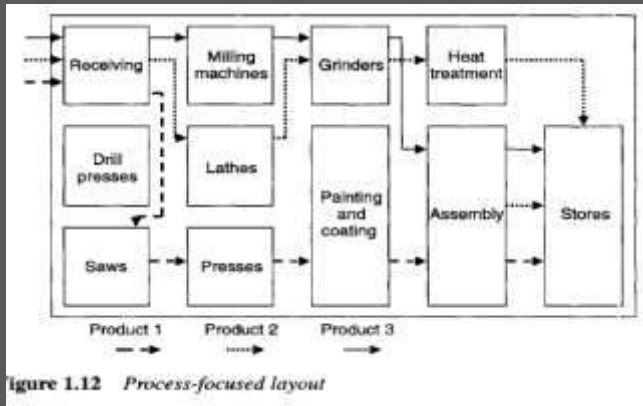 Receiving
Milling
machines
Grinders
Heat
treatment
Drill
presses
Lathes
Painting
and
coating
Assembly
Stores
Saws
Presses
Product 1
Product 2
Product 3
igure 1.12 Process-focused layout